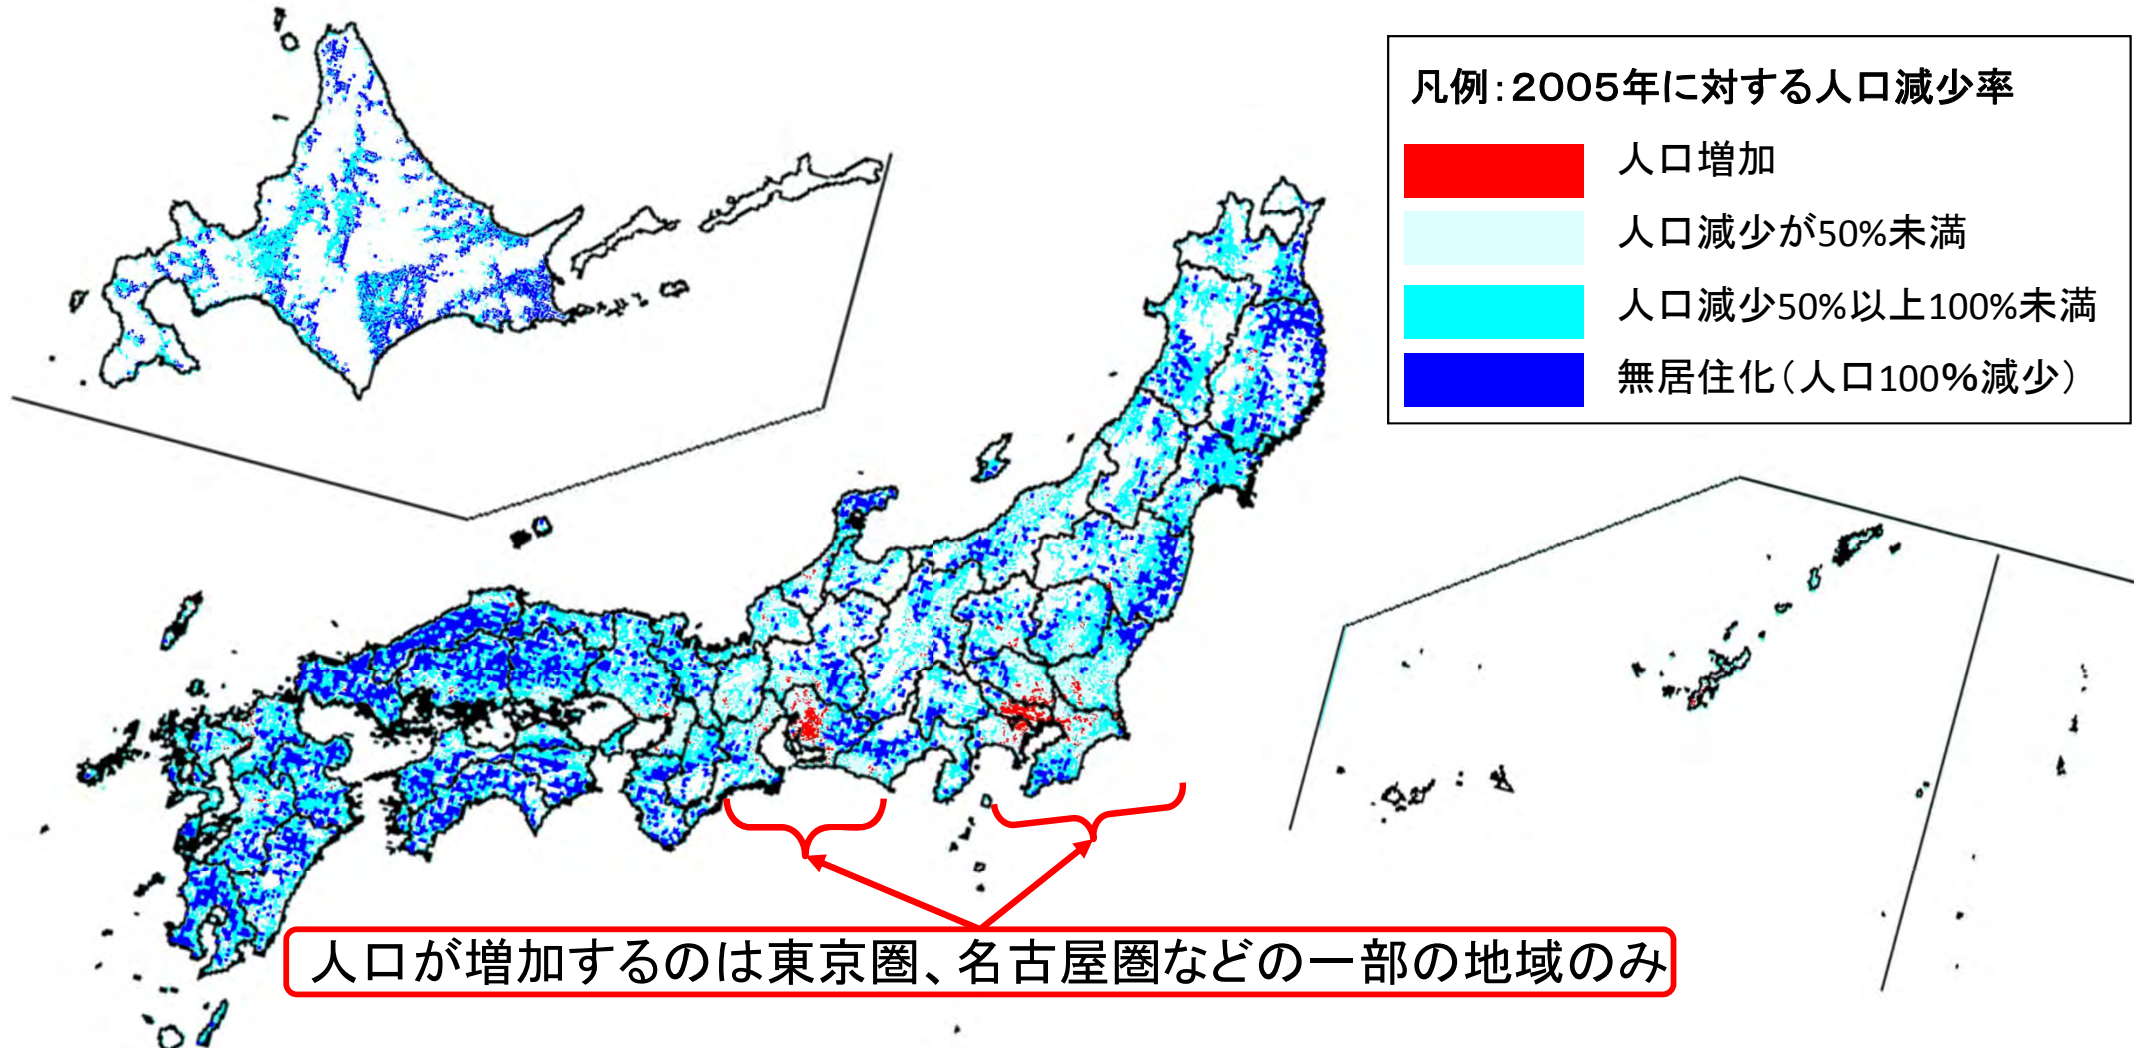 凡例：２００５年に対する人口減少率
人口増加
人口減少が50%未満
人口減少50%以上100%未満
無居住化（人口100％減少）
人口が増加するのは東京圏、名古屋圏などの一部の地域のみ